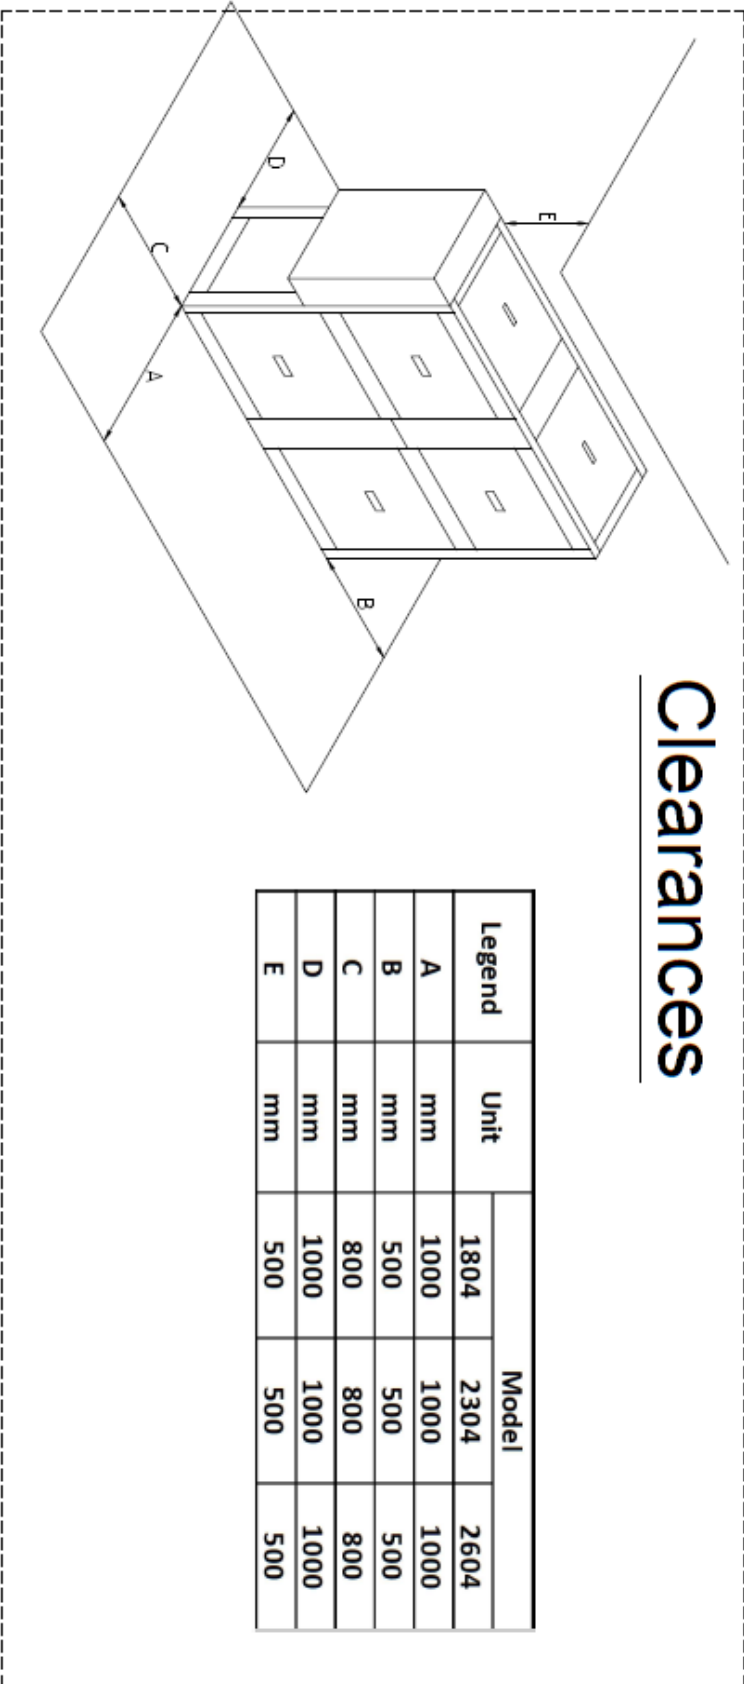 Clearances
D
E
C
A
B
Legend Unit Model
1804 2304 2604
A mm 1000 1000 1000
B mm 500 500 500
C mm 800 800 800
D mm 1000 1000 1000
E mm 500 500 500